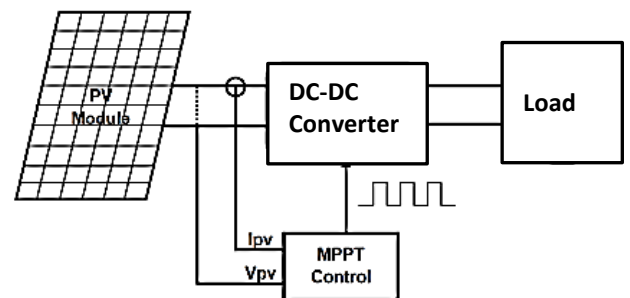 PV
Module
DC-DC
Converter
Load
Ipv
Vpv
MPPT
Control